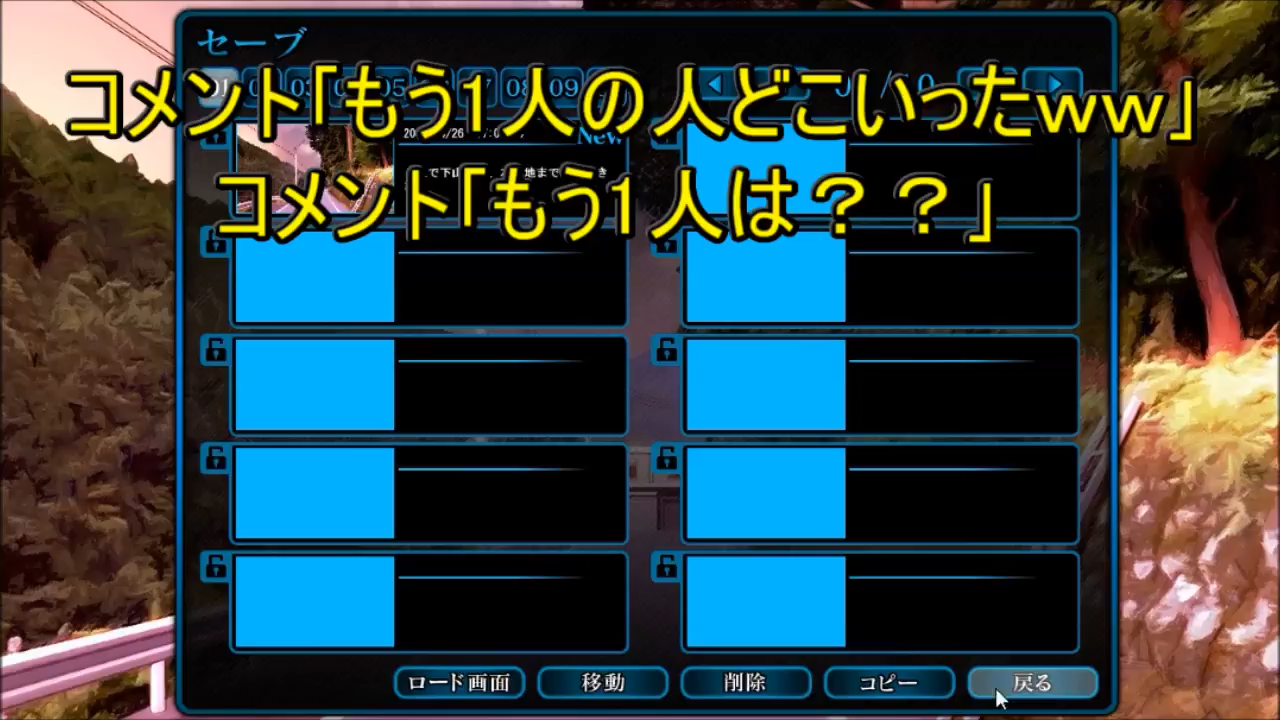 セーブ
コメント「もう1人の人どこいったｗｗ」
New
コメント「もう1人は？？」
ロード画面
移動
削除
コピー
戻る